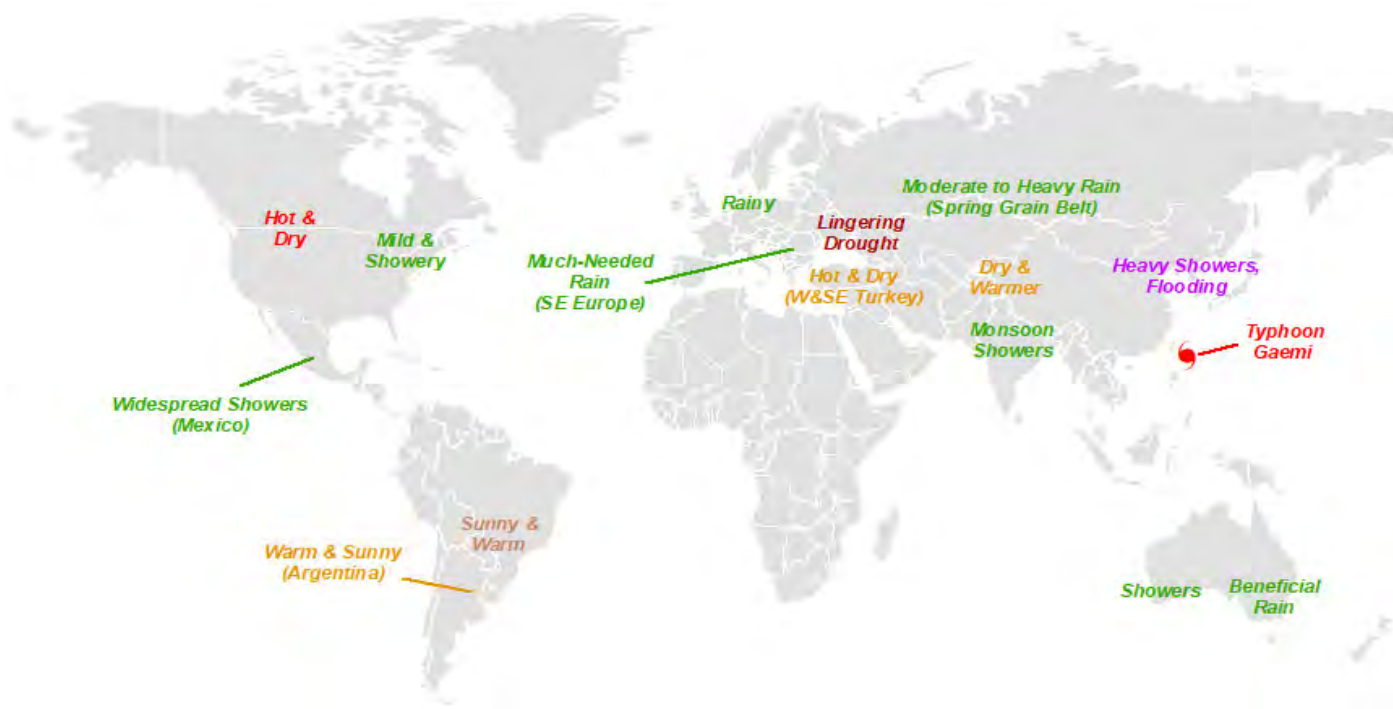 Hot &
Dry
Mild &
Showery
Rainy
Moderate to Heavy Rain
(Spring Grain Belt)
Lingering
Drought
Much-Needed
Rain
(SE Europe)
Hot & Dry
(W&SE Turkey)
Dry &
Warmer
Heavy Showers,
Flooding
Monsoon
Showers
Typhoon
Gaemi
Widespread Showers
(Mexico)
Sunny &
Warm
Warm & Sunny
(Argentina)
Showers
Beneficial
Rain